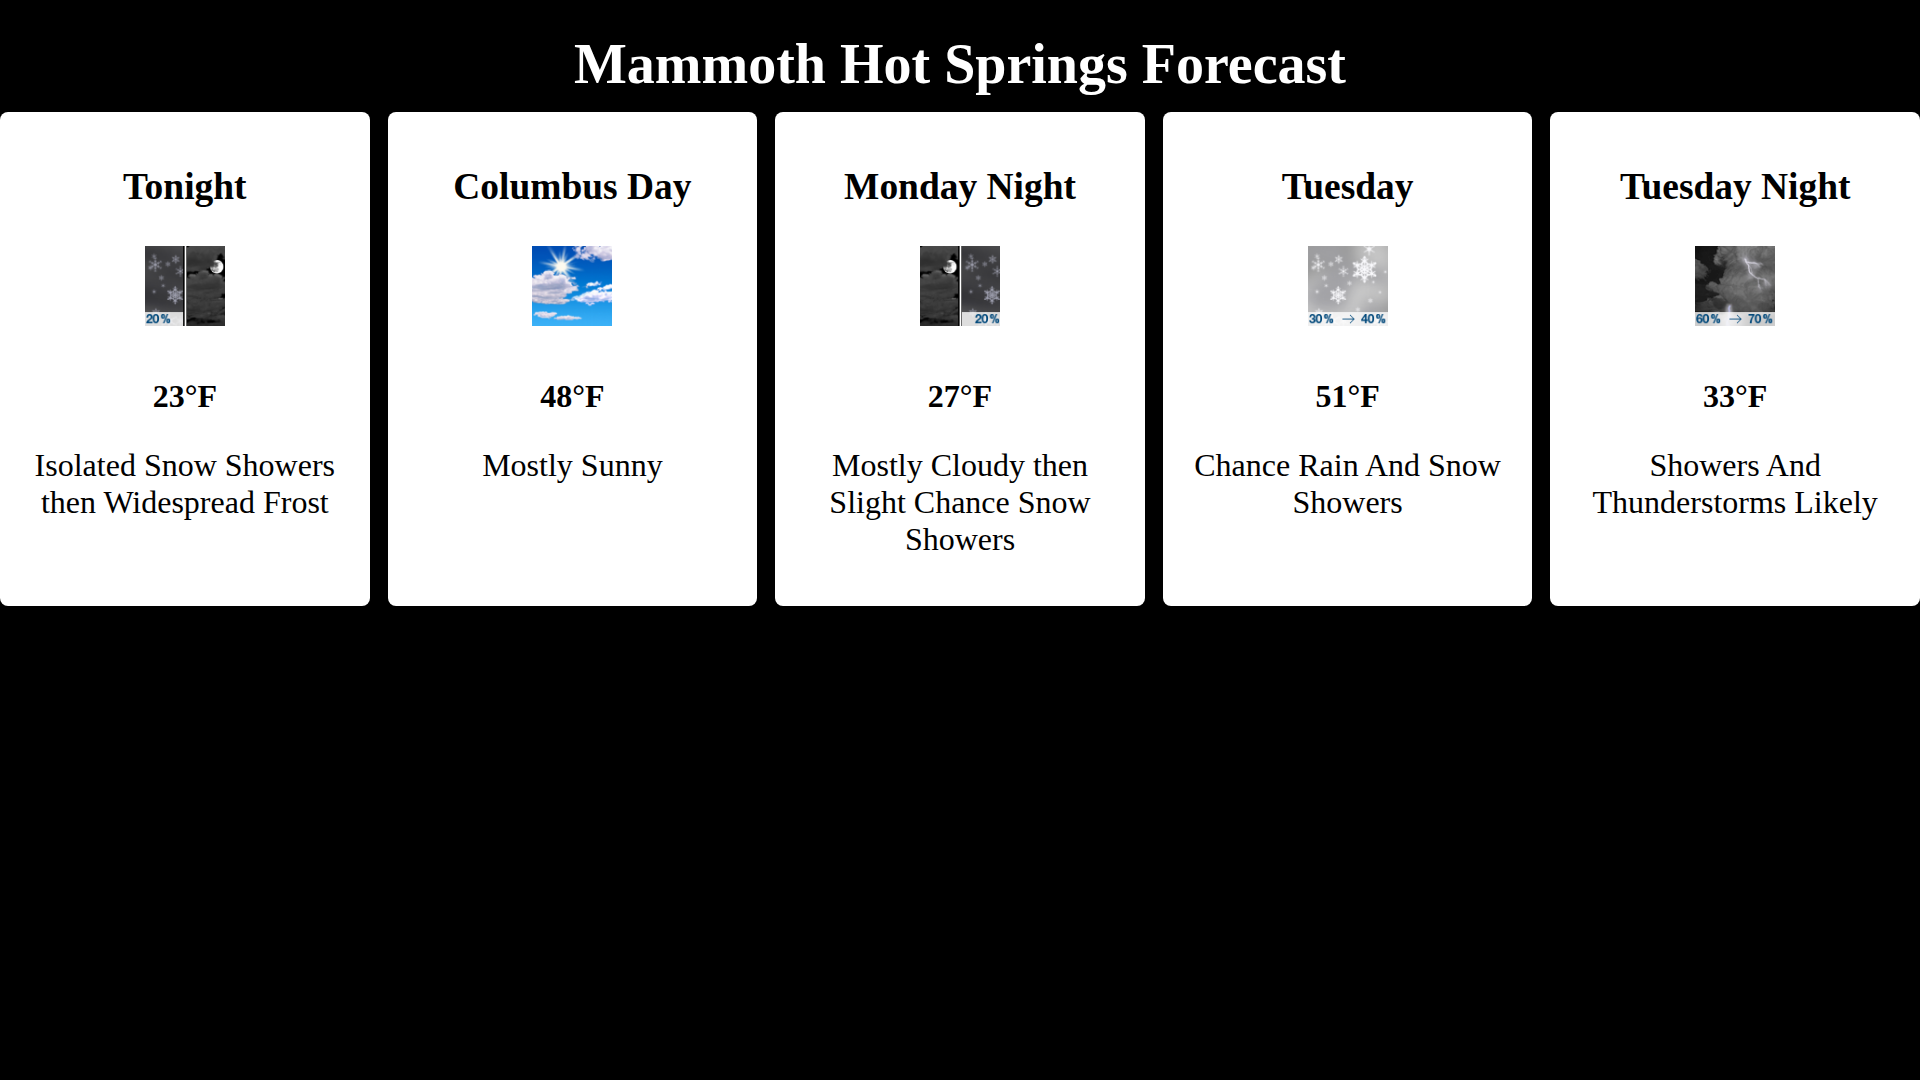 Mammoth Hot Springs Forecast
Tonight
20%
23°F
Isolated Snow Showers
then Widespread Frost
Columbus Day
48°F
Mostly Sunny
Monday Night
20%
27°F
Mostly Cloudy then
Slight Chance Snow
Showers
Tuesday
30% → 40%
51°F
Chance Rain And Snow
Showers
Tuesday Night
60% → 70%
33°F
Showers And
Thunderstorms Likely